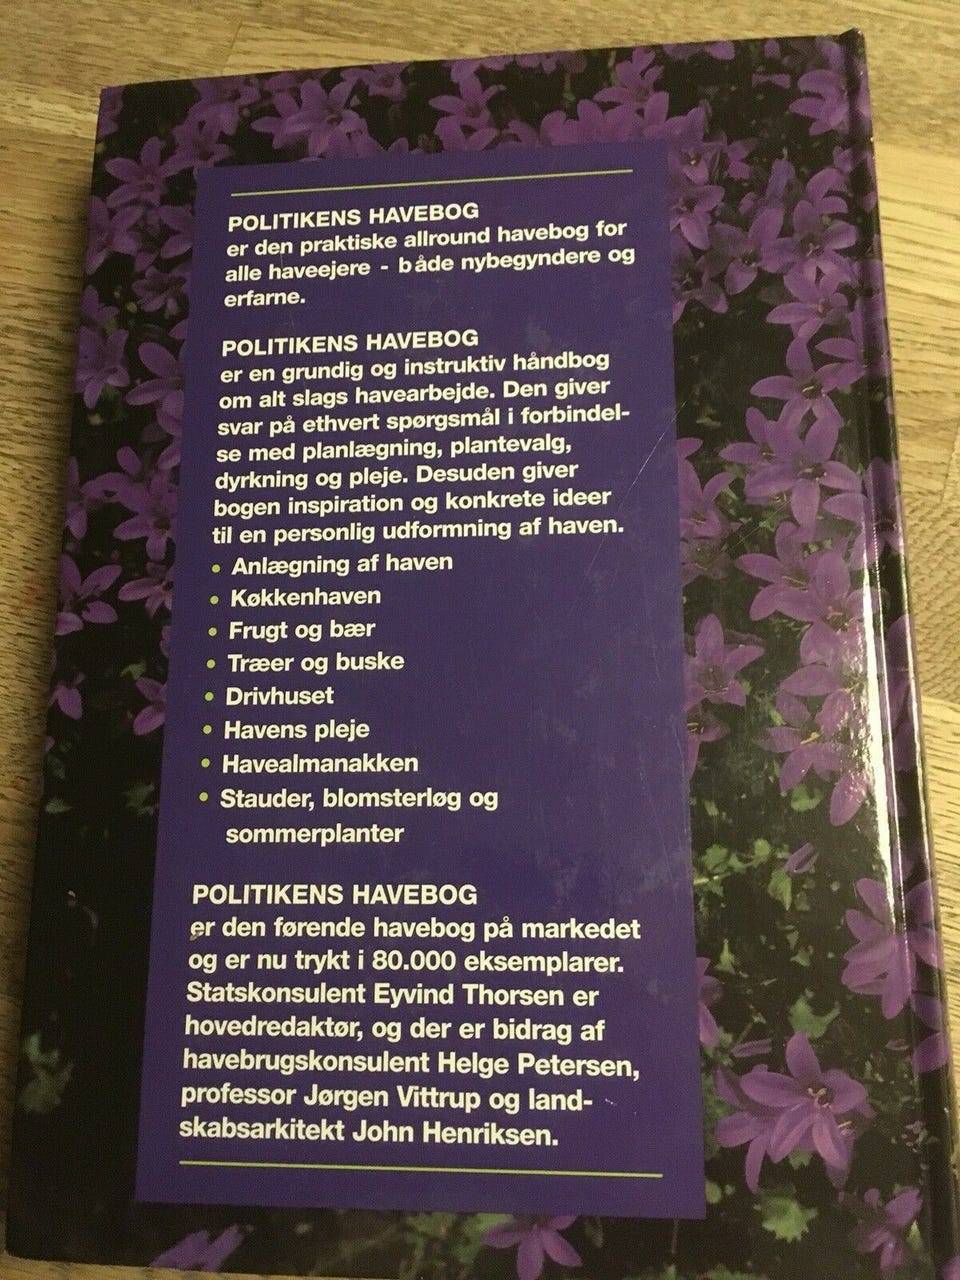 POLITIKENS HAVEBOG
er den praktiske allround havebog for
alle haveejere - både nybegyndere og
erfarne.
POLITIKENS HAVEBOG
er en grundig og instruktiv håndbog
om alt slags havearbejde. Den giver
svar på ethvert spørgsmål i forbindel-
se med planlægning, plantevalg,
dyrkning og pleje. Desuden giver
bogen inspiration og konkrete ideer
til en personlig udformning af haven.
• Anlægning af haven
• Køkkenhaven
• Frugt og bær
• Træer og buske
• Drivhuset
• Havens pleje
• Havealmanakken
• Stauder, blomsterløg og
sommerplanter
POLITIKENS HAVEBOG
er den førende havebog på markedet
og er nu trykt i 80.000 eksemplarer.
Statskonsulent Eyvind Thorsen er
hovedredaktør, og der er bidrag af
havebrugskonsulent Helge Petersen,
professor Jørgen Vittrup og land-
skabsarkitekt John Henriksen.